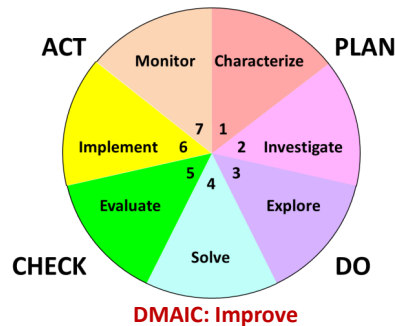 ACT
PLAN
Monitor
Characterize
7
1
Implement
6
2
Investigate
5
3
4
Evaluate
Explore
Solve
CHECK
DO
DMAIC: Improve